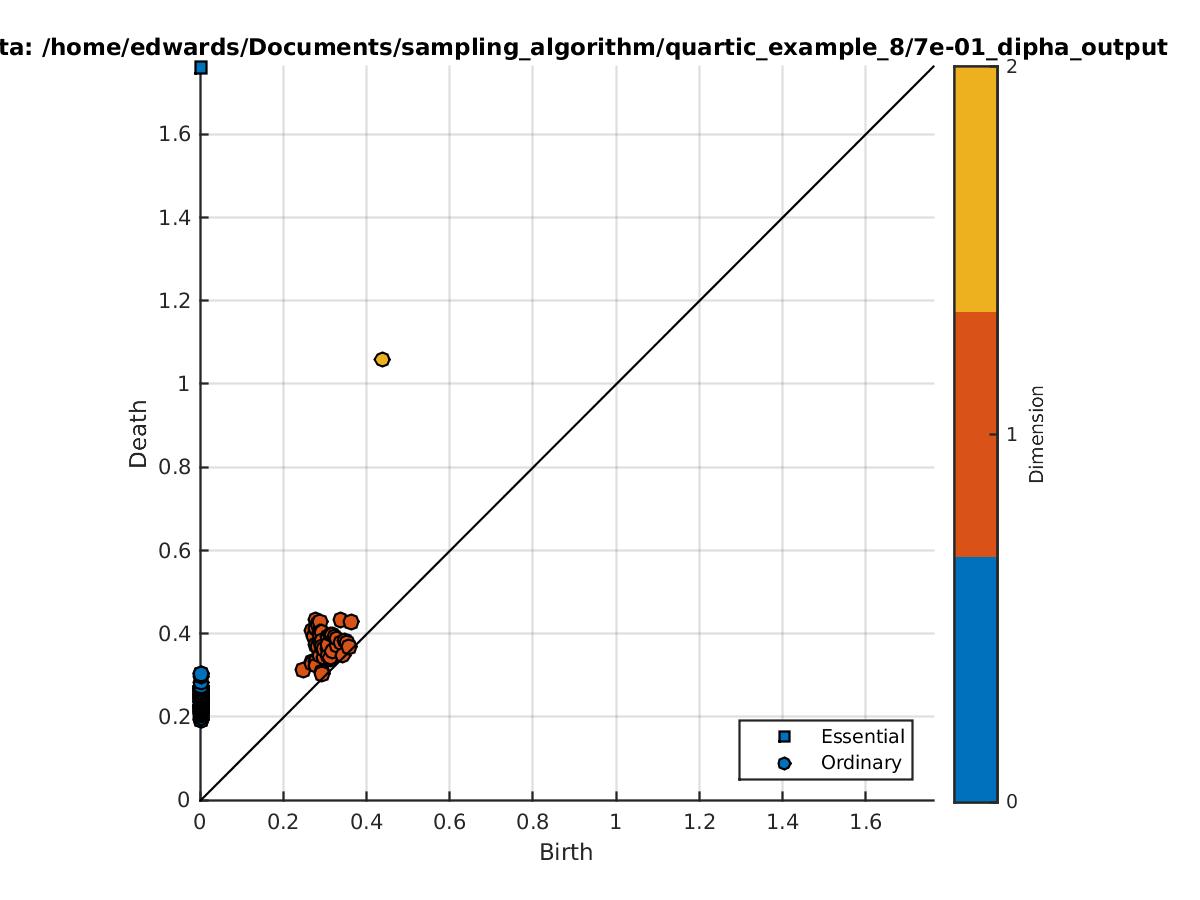 ta: /home/edwards/Documents/sampling_algorithm/quartic_example_8/7e-01_dipha_output
2
1.6
1.4
1.2
1
0.8
0.6
0.4
0.2
0
Death
1
Dimension
0
Essential
Ordinary
0 0.2 0.4 0.6 0.8 1 1.2 1.4 1.6
Birth